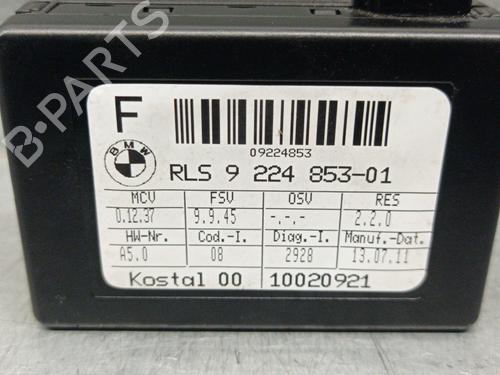 B-PARTS
F
09224853
BMW
RLS 9 224 853-01
MCV FSV OSV RES
0.12.37 9.9.45 -.-.- 2.2.0
HW-Nr. Cod.-I. Diag.-I. Manuf.-Dat.
A5.0 08 2928 13.07.11
Kostal 00 10020921